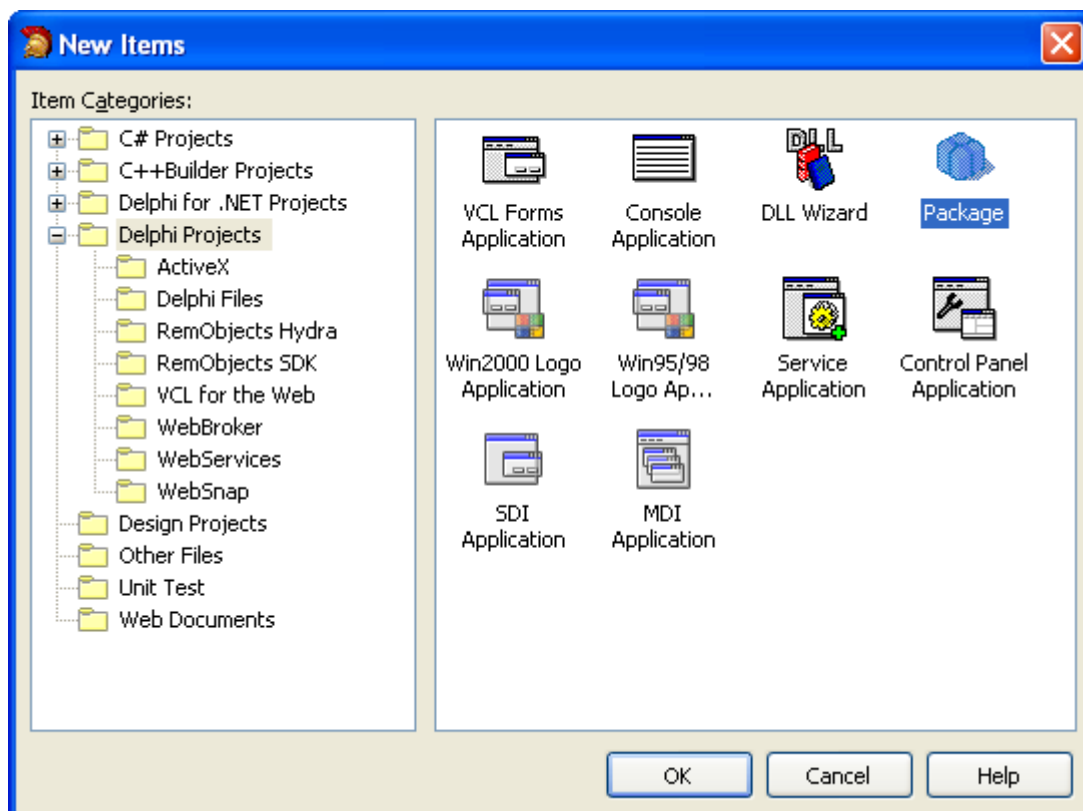 New Items
Item Categories:
C# Projects
C++Builder Projects
Delphi for .NET Projects
Delphi Projects
ActiveX
Delphi Files
RemObjects Hydra
RemObjects SDK
VCL for the Web
WebBroker
WebServices
WebSnap
Design Projects
Other Files
Unit Test
Web Documents
DLL
VCL Forms
Application
Console
Application
DLL Wizard
Package
Win2000 Logo
Application
Win95/98
Logo Ap...
Service
Application
Control Panel
Application
SDI
Application
MDI
Application
OK
Cancel
Help